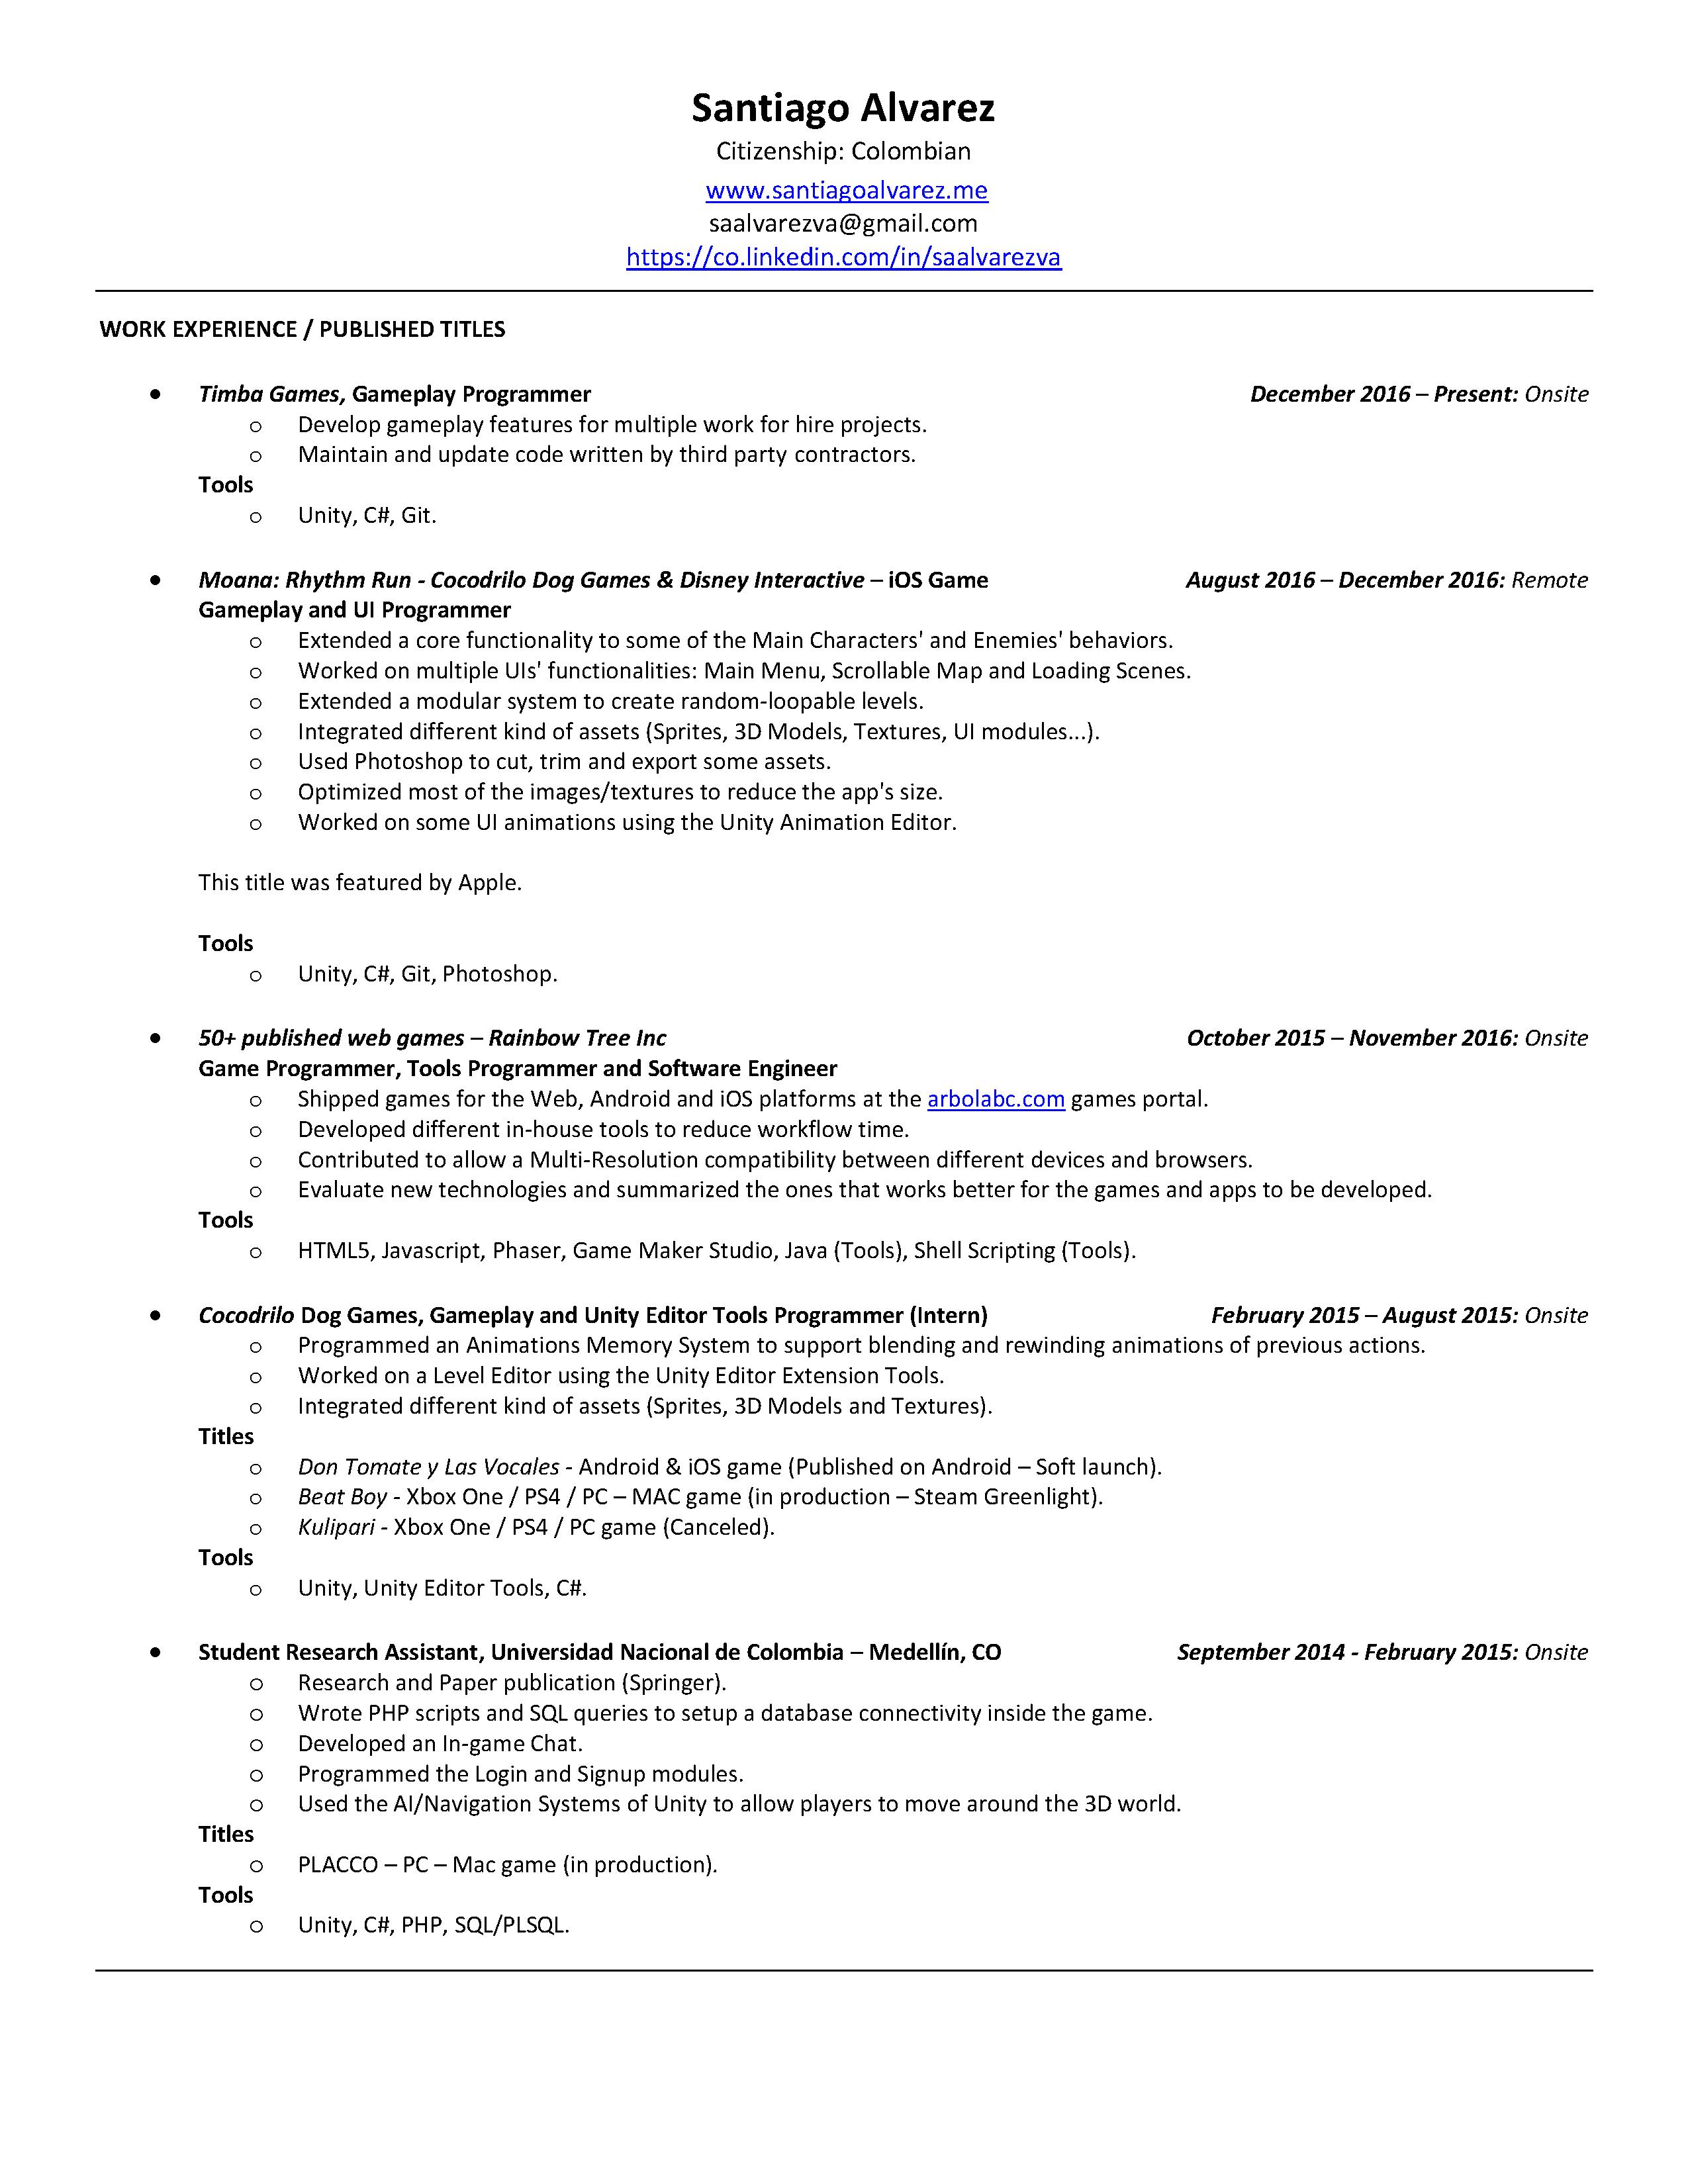 Santiago Alvarez
Citizenship: Colombian
www.santiagoalvarez.me
saalvarezva@gmail.com
https://co.linkedin.com/in/saalvarezva
WORK EXPERIENCE / PUBLISHED TITLES
• Timba Games, Gameplay Programmer December 2016 – Present: Onsite
o Develop gameplay features for multiple work for hire projects.
o Maintain and update code written by third party contractors.
Tools
o Unity, C#, Git.
• Moana: Rhythm Run - Cocodrilo Dog Games & Disney Interactive – iOS Game August 2016 – December 2016: Remote
Gameplay and UI Programmer
o Extended a core functionality to some of the Main Characters' and Enemies' behaviors.
o Worked on multiple UIs' functionalities: Main Menu, Scrollable Map and Loading Scenes.
o Extended a modular system to create random-loopable levels.
o Integrated different kind of assets (Sprites, 3D Models, Textures, UI modules...).
o Used Photoshop to cut, trim and export some assets.
o Optimized most of the images/textures to reduce the app's size.
o Worked on some UI animations using the Unity Animation Editor.
This title was featured by Apple.
Tools
o Unity, C#, Git, Photoshop.
• 50+ published web games – Rainbow Tree Inc October 2015 – November 2016: Onsite
Game Programmer, Tools Programmer and Software Engineer
o Shipped games for the Web, Android and iOS platforms at the arbolabc.com games portal.
o Developed different in-house tools to reduce workflow time.
o Contributed to allow a Multi-Resolution compatibility between different devices and browsers.
o Evaluate new technologies and summarized the ones that works better for the games and apps to be developed.
Tools
o HTML5, Javascript, Phaser, Game Maker Studio, Java (Tools), Shell Scripting (Tools).
• Cocodrilo Dog Games, Gameplay and Unity Editor Tools Programmer (Intern) February 2015 – August 2015: Onsite
o Programmed an Animations Memory System to support blending and rewinding animations of previous actions.
o Worked on a Level Editor using the Unity Editor Extension Tools.
o Integrated different kind of assets (Sprites, 3D Models and Textures).
Titles
o Don Tomate y Las Vocales - Android & iOS game (Published on Android – Soft launch).
o Beat Boy - Xbox One / PS4 / PC – MAC game (in production – Steam Greenlight).
o Kulipari - Xbox One / PS4 / PC game (Canceled).
Tools
o Unity, Unity Editor Tools, C#.
• Student Research Assistant, Universidad Nacional de Colombia – Medellín, CO September 2014 - February 2015: Onsite
o Research and Paper publication (Springer).
o Wrote PHP scripts and SQL queries to setup a database connectivity inside the game.
o Developed an In-game Chat.
o Programmed the Login and Signup modules.
o Used the AI/Navigation Systems of Unity to allow players to move around the 3D world.
Titles
o PLACCO – PC – Mac game (in production).
Tools
o Unity, C#, PHP, SQL/PLSQL.